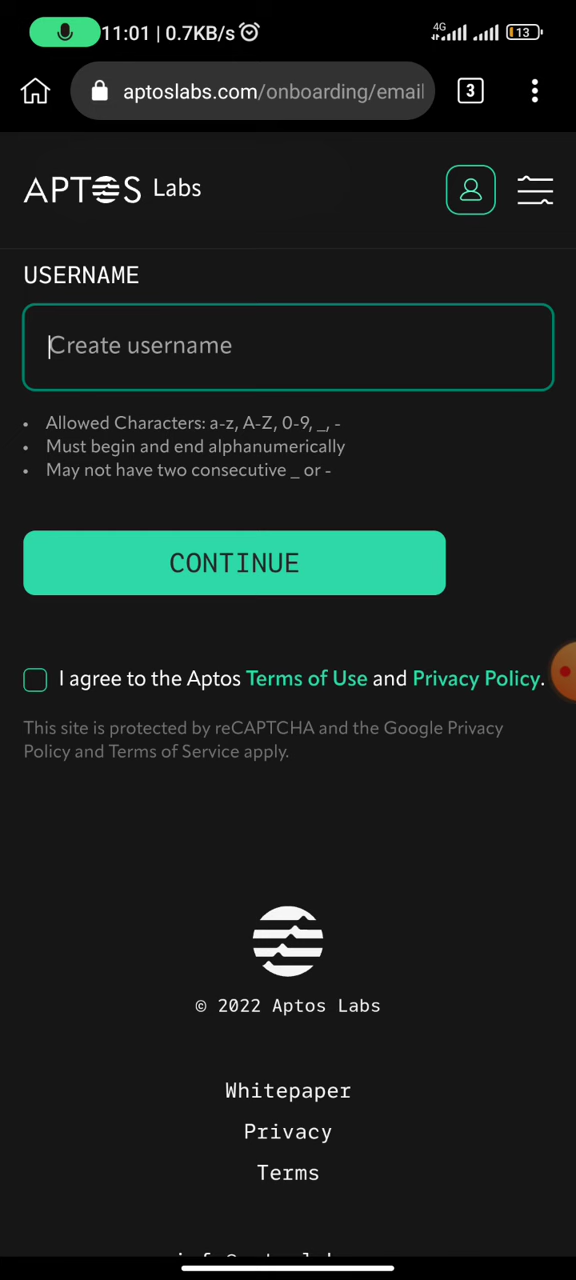 11:01 | 0.7KB/s
4G
13
aptoslabs.com/onboarding/email
3
APTOS Labs
USERNAME
Create username
• Allowed Characters: a-z, A-Z, 0-9, _, -
• Must begin and end alphanumerically
• May not have two consecutive _ or -
CONTINUE
I agree to the Aptos Terms of Use and Privacy Policy.
This site is protected by reCAPTCHA and the Google Privacy
Policy and Terms of Service apply.
© 2022 Aptos Labs
Whitepaper
Privacy
Terms